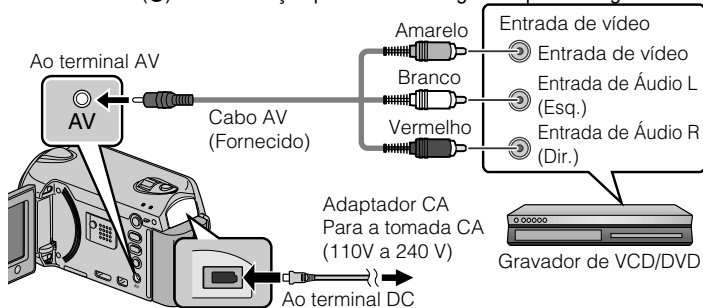 Amarelo
Entrada de vídeo
Ao terminal AV
Entrada de vídeo
Branco
Entrada de Áudio L
(Esq.)
AV
Cabo AV
(Fornecido)
Vermelho
Entrada de Áudio R
(Dir.)
Adaptador CA
Para a tomada CA
(110V a 240 V)
Gravador de VCD/DVD
Ao terminal DC